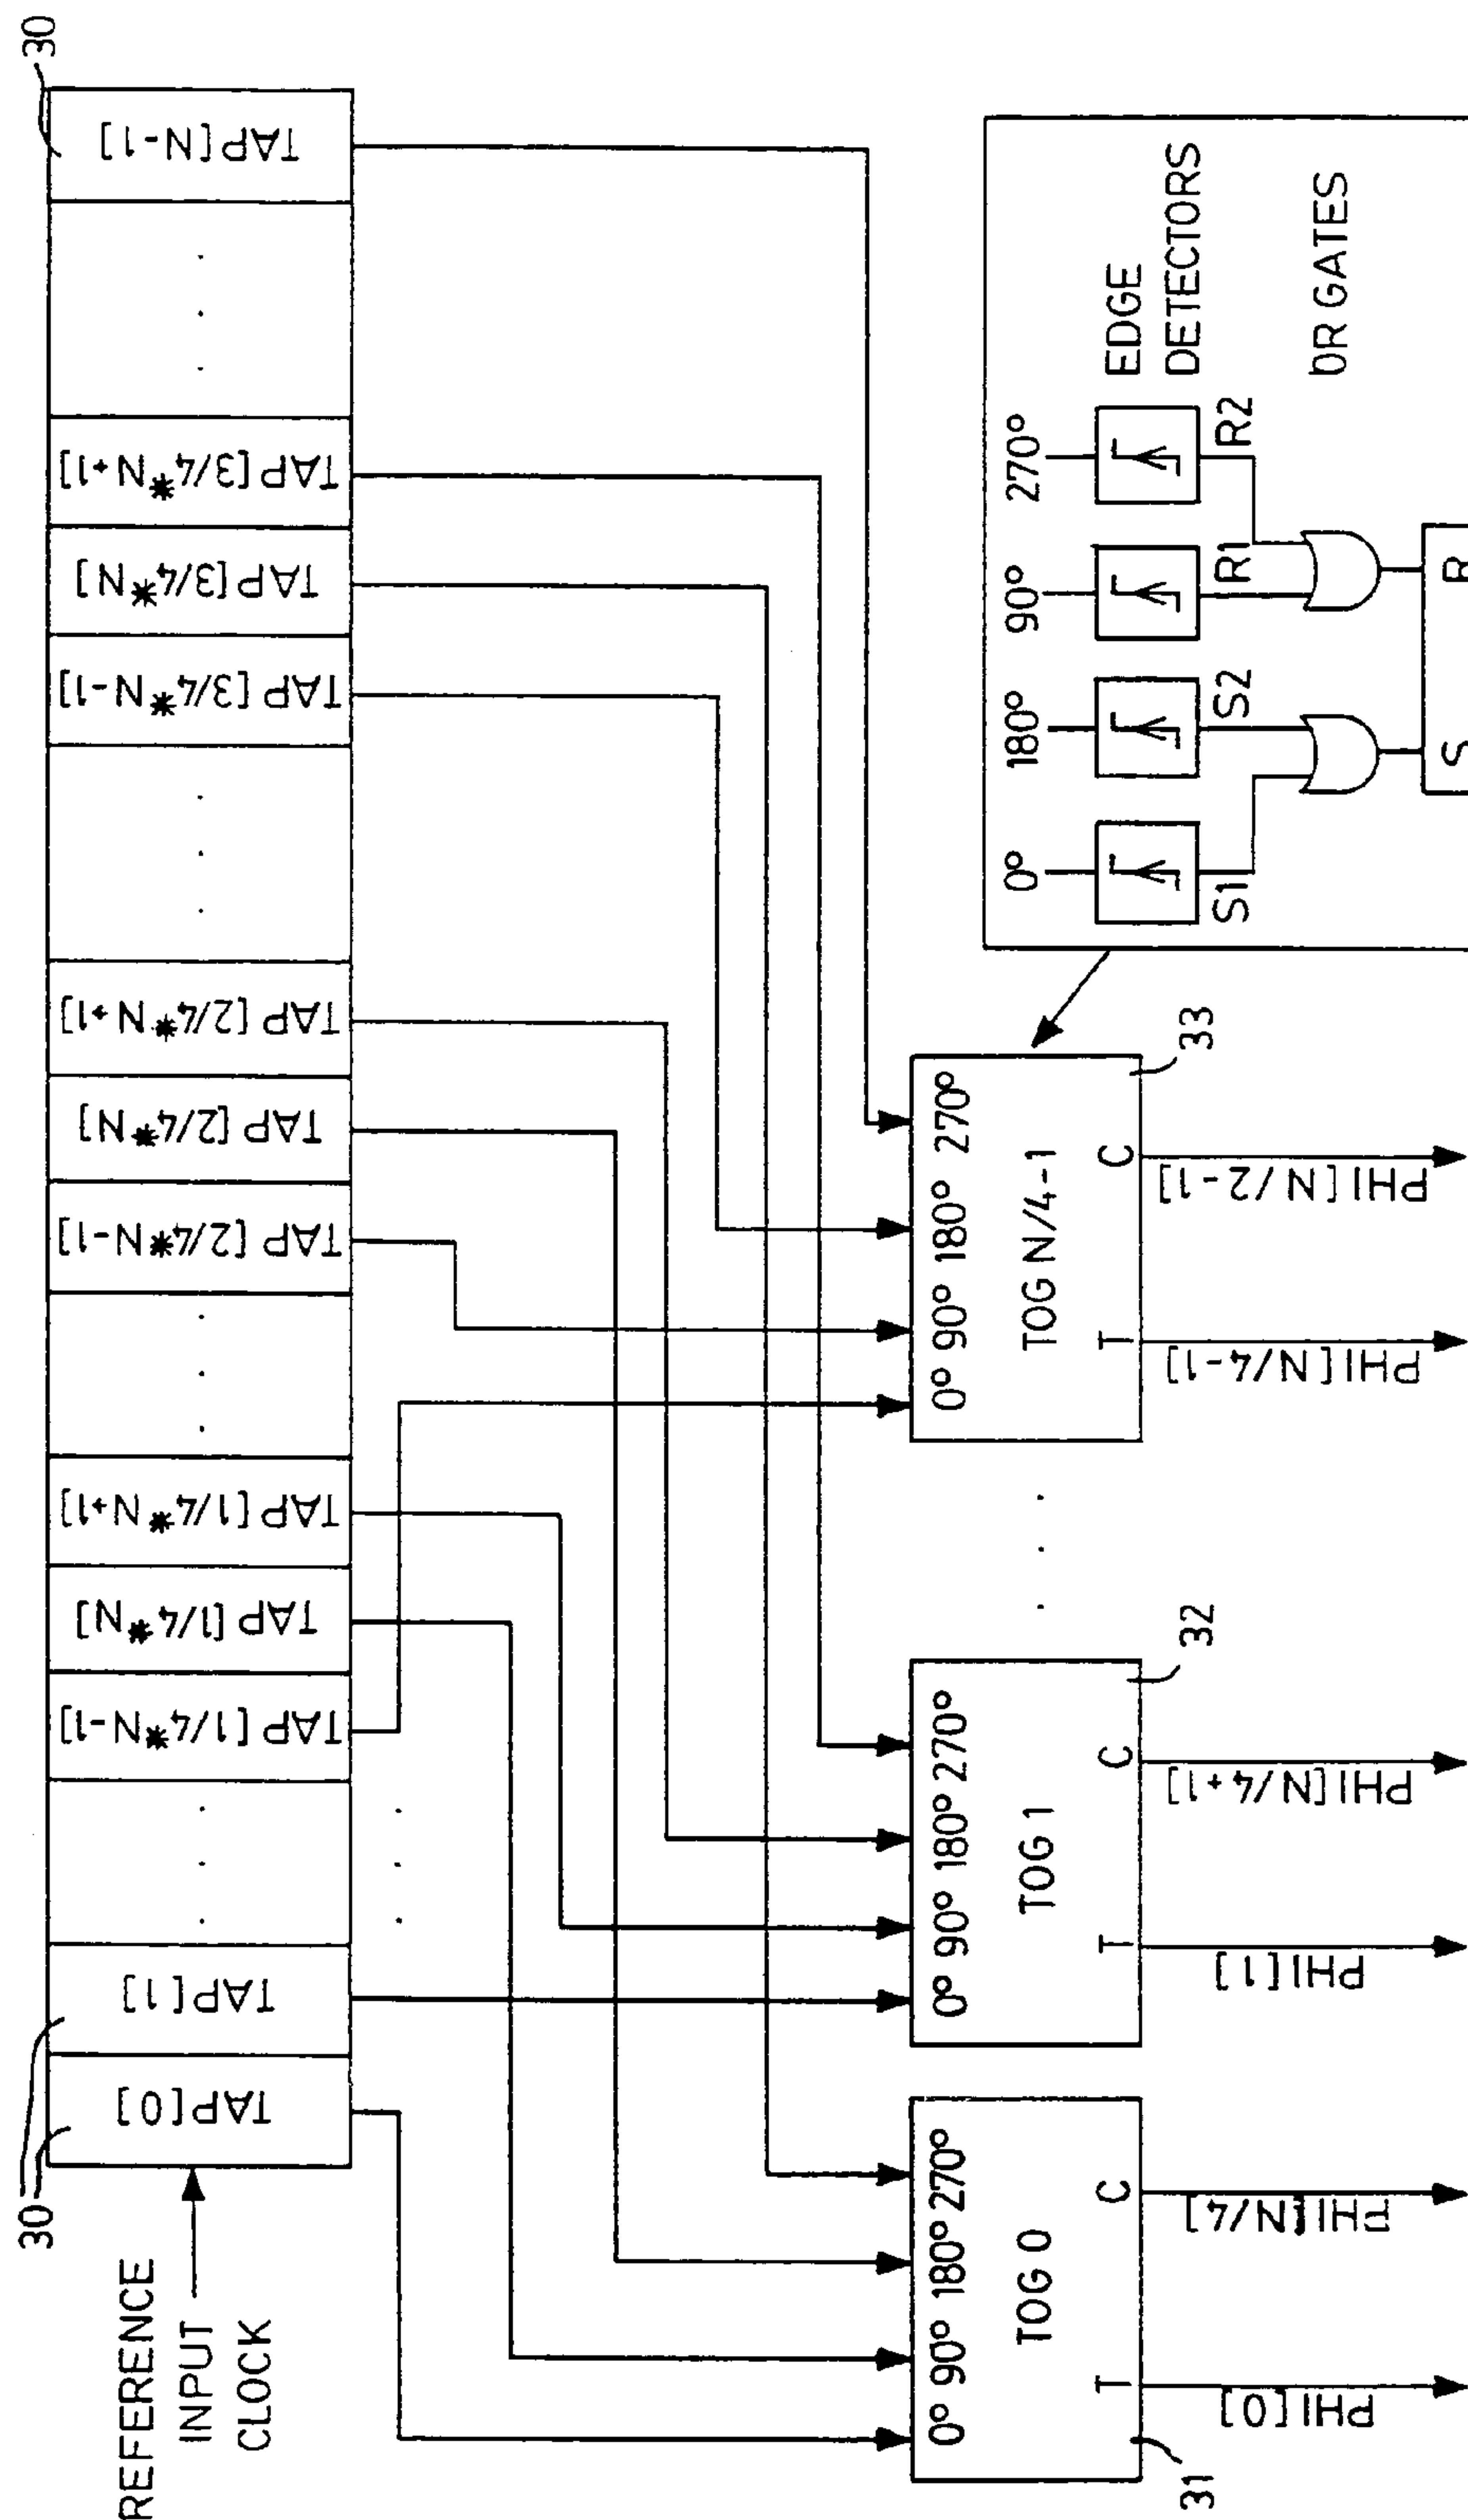 30
REFERENCE
INPUT
CLOCK
TAP[0]
TAP[1]
. . .
TAP[1/4*N-1]
TAP[1/4*N]
TAP[1/4*N+1]
. . .
TAP[2/4*N-1]
TAP[2/4*N]
TAP[2/4*N+1]
. . .
TAP[3/4*N-1]
TAP[3/4*N]
TAP[3/4*N+1]
. . .
TAP[N-1]
30
. . .
0° 90° 180° 270°
TOG 0
T C
31
PHI[0]
PHI[N/4]
0° 90° 180° 270°
TOG 1
T C
32
PHI[1]
PHI[N/4+1]
. . .
0° 90° 180° 270°
TOG N/4-1
T C
33
PHI[N/4-1]
PHI[N/2-1]
0° 180° 90° 270°
EDGE
DETECTORS
S1 S2 R1 R2
OR GATES
S R